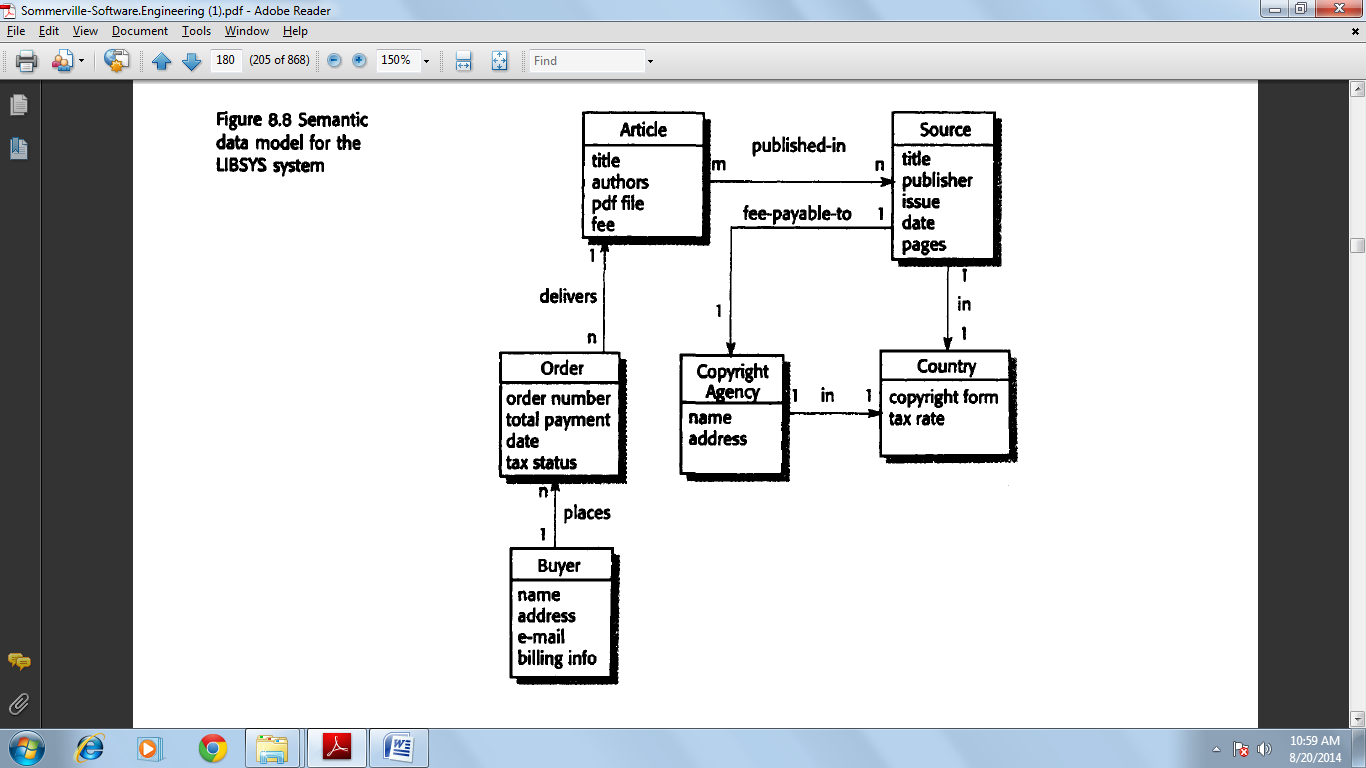 Sommerville-Software.Engineering (1).pdf - Adobe Reader
File Edit View Document Tools Window Help
180 (205 of 868) 150% Find
Figure 8.8 Semantic
data model for the
LIBSYS system
Article
title
authors
pdf file
fee
m
published-in
n
Source
title
publisher
issue
date
pages
fee-payable-to
1
1
1
delivers
n
1
in
1
Order
order number
total payment
date
tax status
Copyright
Agency
name
address
1 in 1
Country
copyright form
tax rate
n
places
1
Buyer
name
address
e-mail
billing info
10:59 AM
8/20/2014